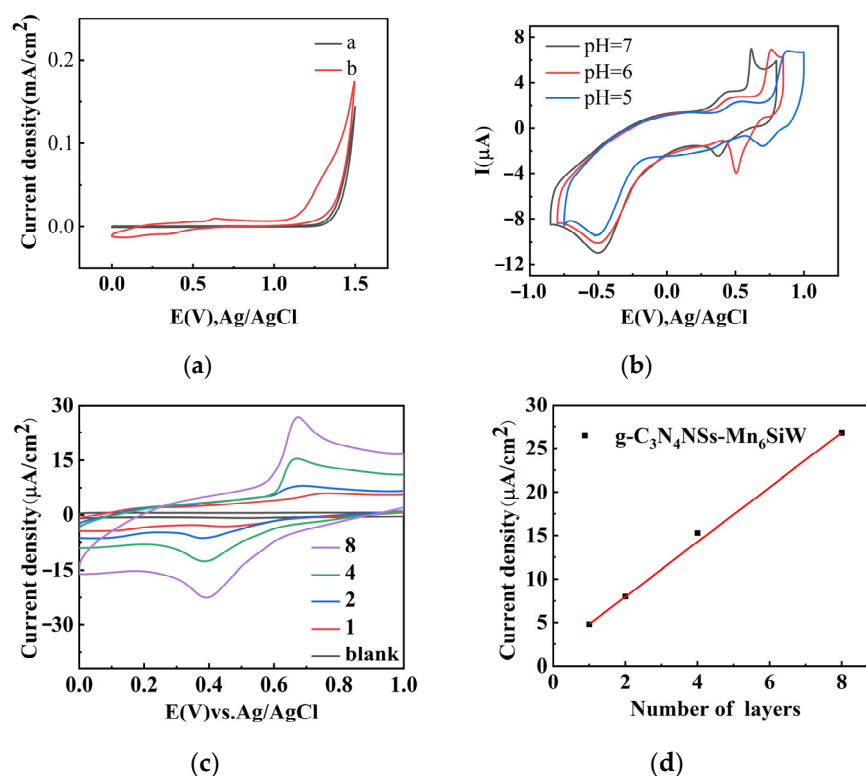 Current density(mA/cm²)
0.2
0.1
0.0
a
b
0.0 0.5 1.0 1.5
E(V),Ag/AgCl
(a)
I(μA)
8
4
0
−4
−8
−12
pH=7
pH=6
pH=5
−1.0 −0.5 0.0 0.5 1.0
E(V),Ag/AgCl
(b)
Current density (μA/cm²)
30
15
0
-15
-30
8
4
2
1
blank
0.0 0.2 0.4 0.6 0.8 1.0
E(V)vs.Ag/AgCl
(c)
Current density (μA/cm²)
30
25
20
15
10
5
0
g-C₃N₄NSs-Mn₆SiW
0 2 4 6 8
Number of layers
(d)